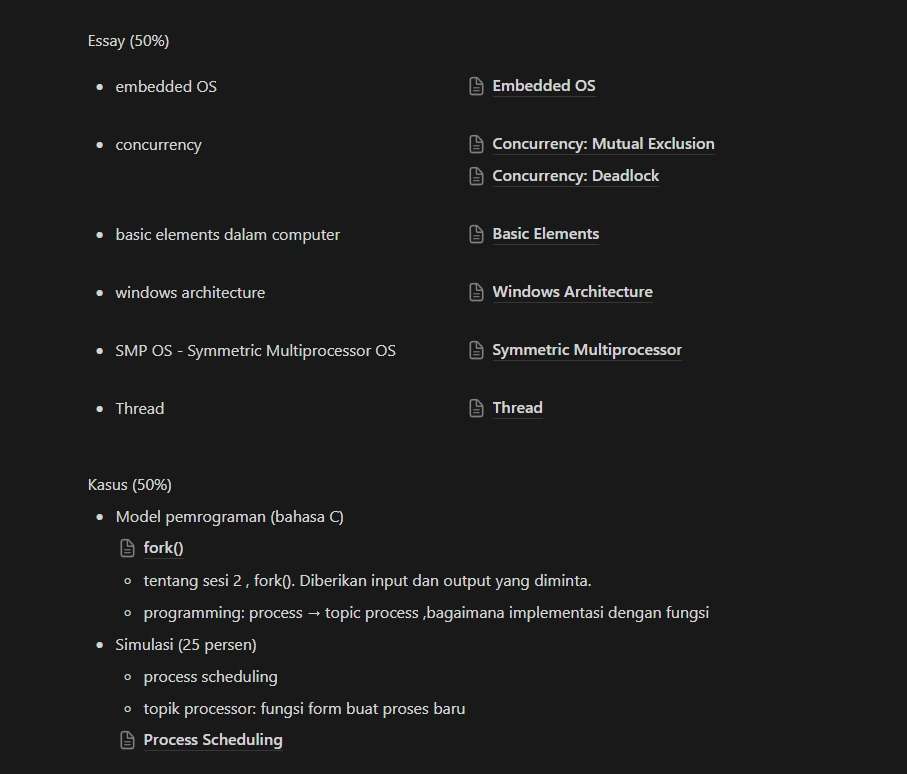 Essay (50%)
embedded OS
Embedded OS
concurrency
Concurrency: Mutual Exclusion
Concurrency: Deadlock
basic elements dalam computer
Basic Elements
windows architecture
Windows Architecture
SMP OS - Symmetric Multiprocessor OS
Symmetric Multiprocessor
Thread
Thread
Kasus (50%)
Model pemrograman (bahasa C)
fork()
tentang sesi 2 , fork(). Diberikan input dan output yang diminta.
programming: process → topic process ,bagaimana implementasi dengan fungsi
Simulasi (25 persen)
process scheduling
topik processor: fungsi form buat proses baru
Process Scheduling